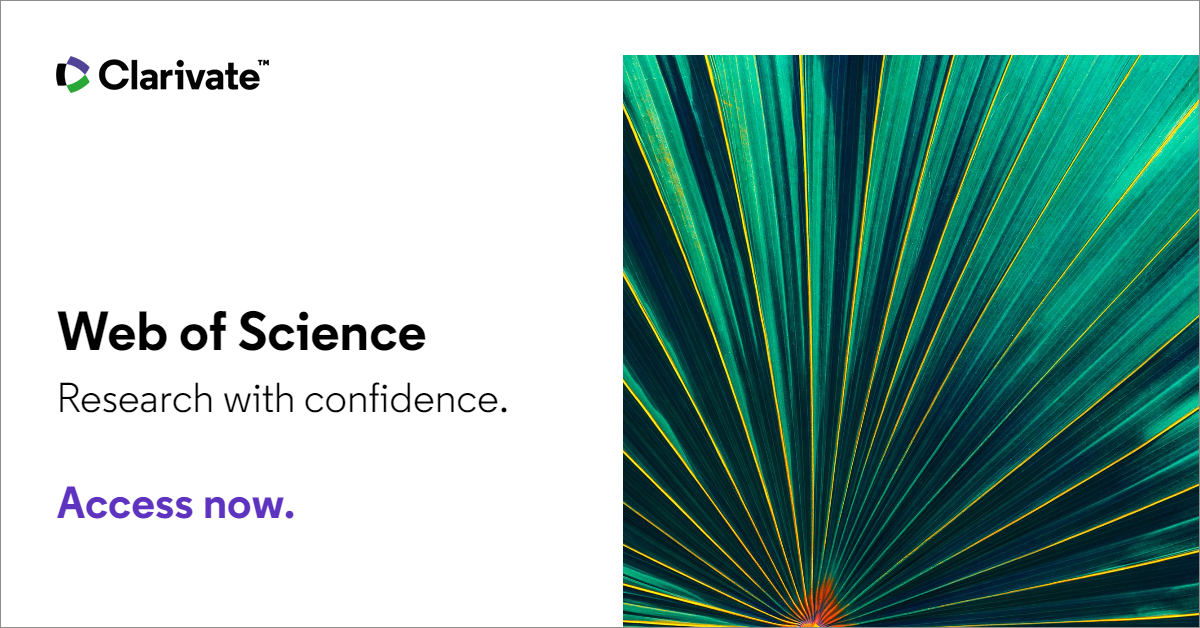 Clarivate™
Web of Science
Research with confidence.
Access now.